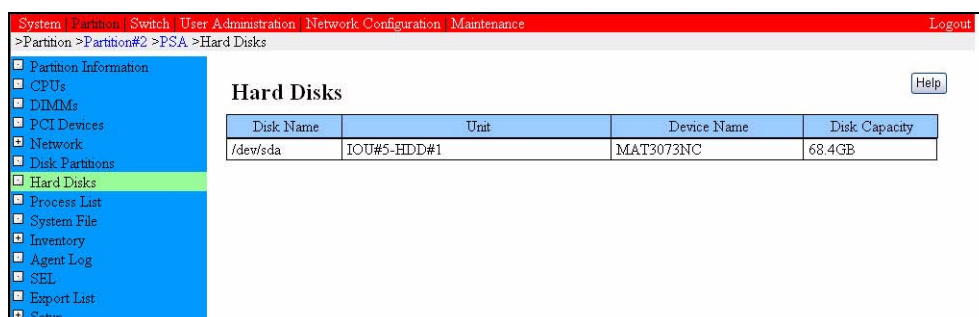 System | Partition | Switch | User Administration | Network Configuration | Maintenance Logout
>Partition >Partition#2 >PSA >Hard Disks
Partition Information
CPUs
DIMMs
PCI Devices
Network
Disk Partitions
Hard Disks
Process List
System File
Inventory
Agent Log
SEL
Export List
Setup
Hard Disks
Help
Disk Name Unit Device Name Disk Capacity
/dev/sda IOU#5-HDD#1 MAT3073NC 68.4GB